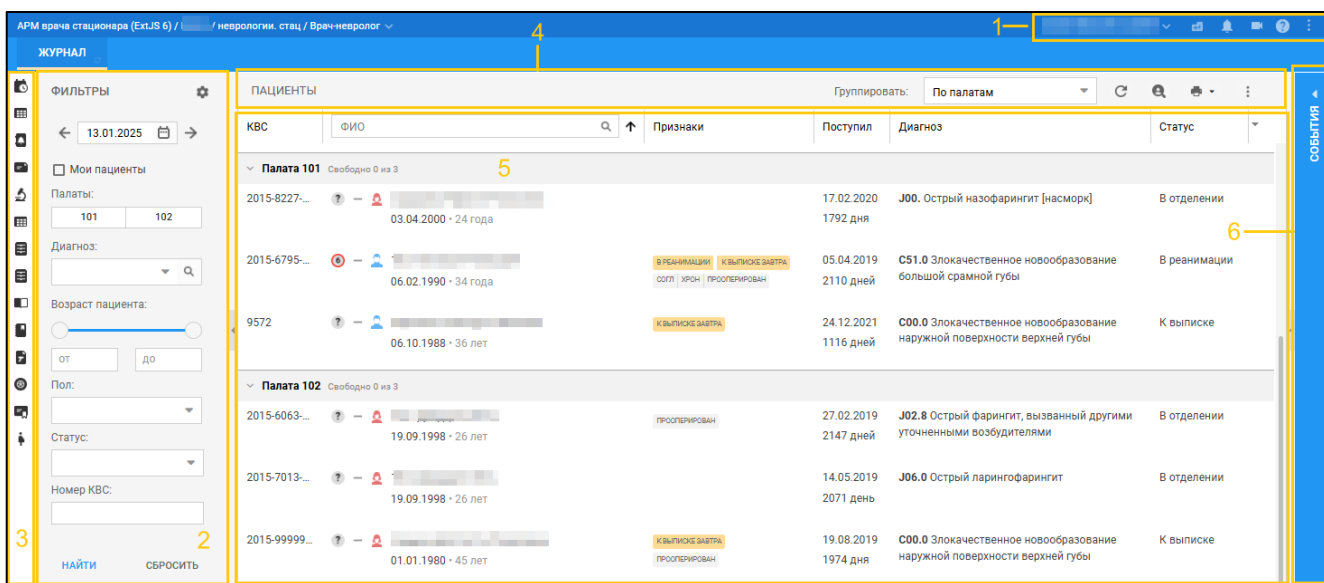 АРМ врача стационара (ExtJS 6) / / неврологии. стац / Врач-невролог
1
ЖУРНАЛ
4
ФИЛЬТРЫ
13.01.2025
Мои пациенты
Палаты:
101 102
Диагноз:
Возраст пациента:
от до
Пол:
Статус:
Номер КВС:
НАЙТИ СБРОСИТЬ
3
2
ПАЦИЕНТЫ Группировать: По палатам
КВС ФИО Признаки Поступил Диагноз Статус
Палата 101 Свободно 0 из 3
5
2015-8227-... ? 17.02.2020 J00. Острый назофарингит [насморк] В отделении
03.04.2000 • 24 года 1792 дня
2015-6795-... 6 В РЕАНИМАЦИИ К ВЫПИСКЕ ЗАВТРА 05.04.2019 C51.0 Злокачественное новообразование В реанимации
06.02.1990 • 34 года СОГЛ ХРОН ПРООПЕРИРОВАН 2110 дней большой срамной губы
9572 ? К ВЫПИСКЕ ЗАВТРА 24.12.2021 C00.0 Злокачественное новообразование К выписке
06.10.1988 • 36 лет 1116 дней наружной поверхности верхней губы
Палата 102 Свободно 0 из 3
2015-6063-... ? ПРООПЕРИРОВАН 27.02.2019 J02.8 Острый фарингит, вызванный другими В отделении
19.09.1998 • 26 лет 2147 дней уточненными возбудителями
2015-7013-... ? 14.05.2019 J06.0 Острый ларингофарингит В отделении
19.09.1998 • 26 лет 2071 день
2015-99999... ? К ВЫПИСКЕ ЗАВТРА 19.08.2019 C00.0 Злокачественное новообразование К выписке
01.01.1980 • 45 лет ПРООПЕРИРОВАН 1974 дня наружной поверхности верхней губы
СОБЫТИЯ
6